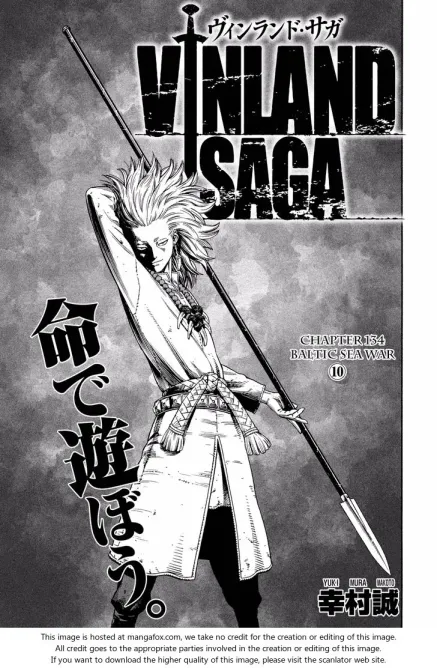 ヴィンランド・サガ
VINLAND
SAGA
CHAPTER 134
BALTIC SEA WAR
10
命で遊ぼう。
YUKI MURA MAKOTO
幸村誠
This image is hosted at mangafox.com, we take no credit for the creation or editing of this image.
All credit goes to the appropriate parties involved in the creation or editing of this image.
If you want to download the higher quality of this image, please visit the scanlator web site.